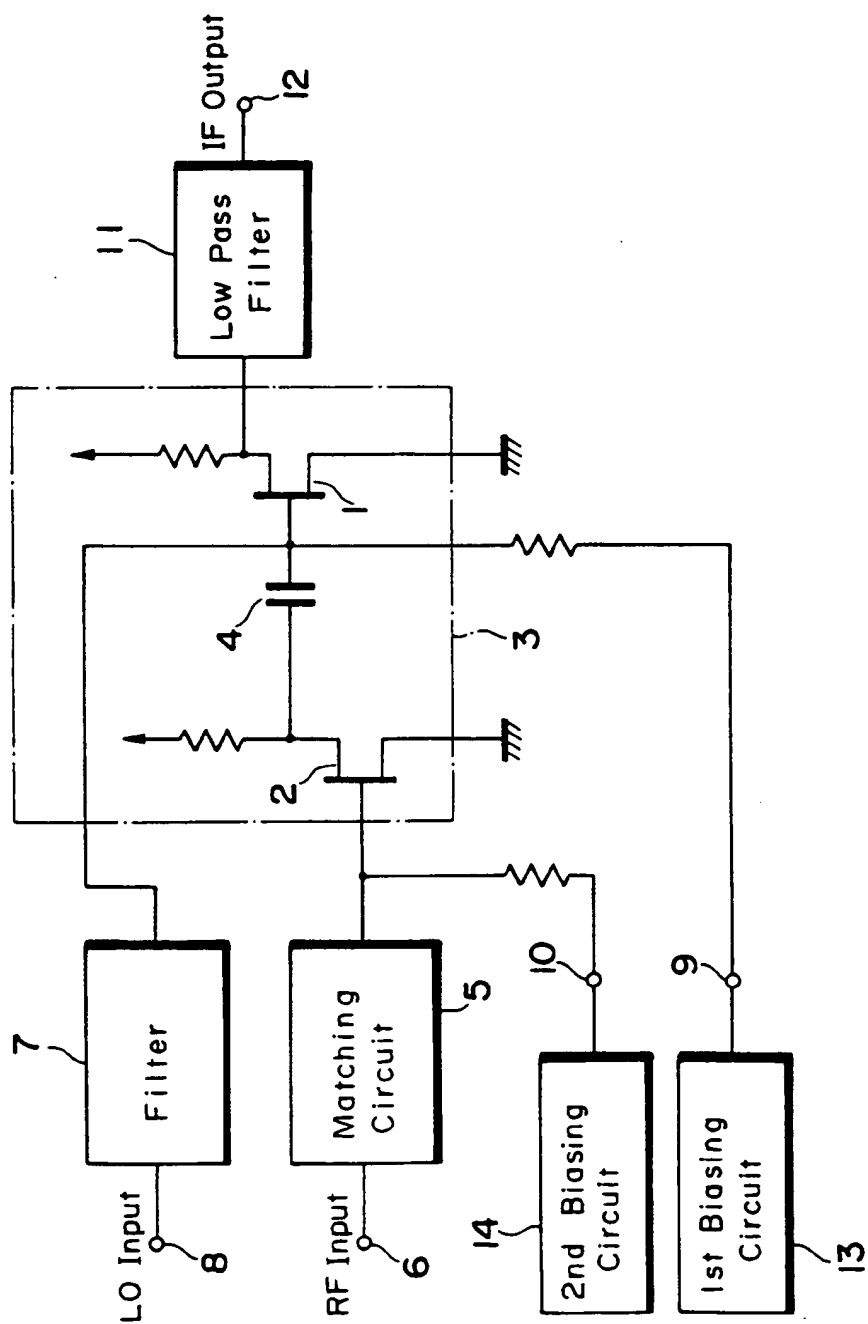 LO Input
8
7
Filter
RF Input
6
Matching
Circuit
5
14
2nd Biasing
Circuit
10
1st Biasing
Circuit
13
9
2
4
1
3
11
Low Pass
Filter
IF Output
12